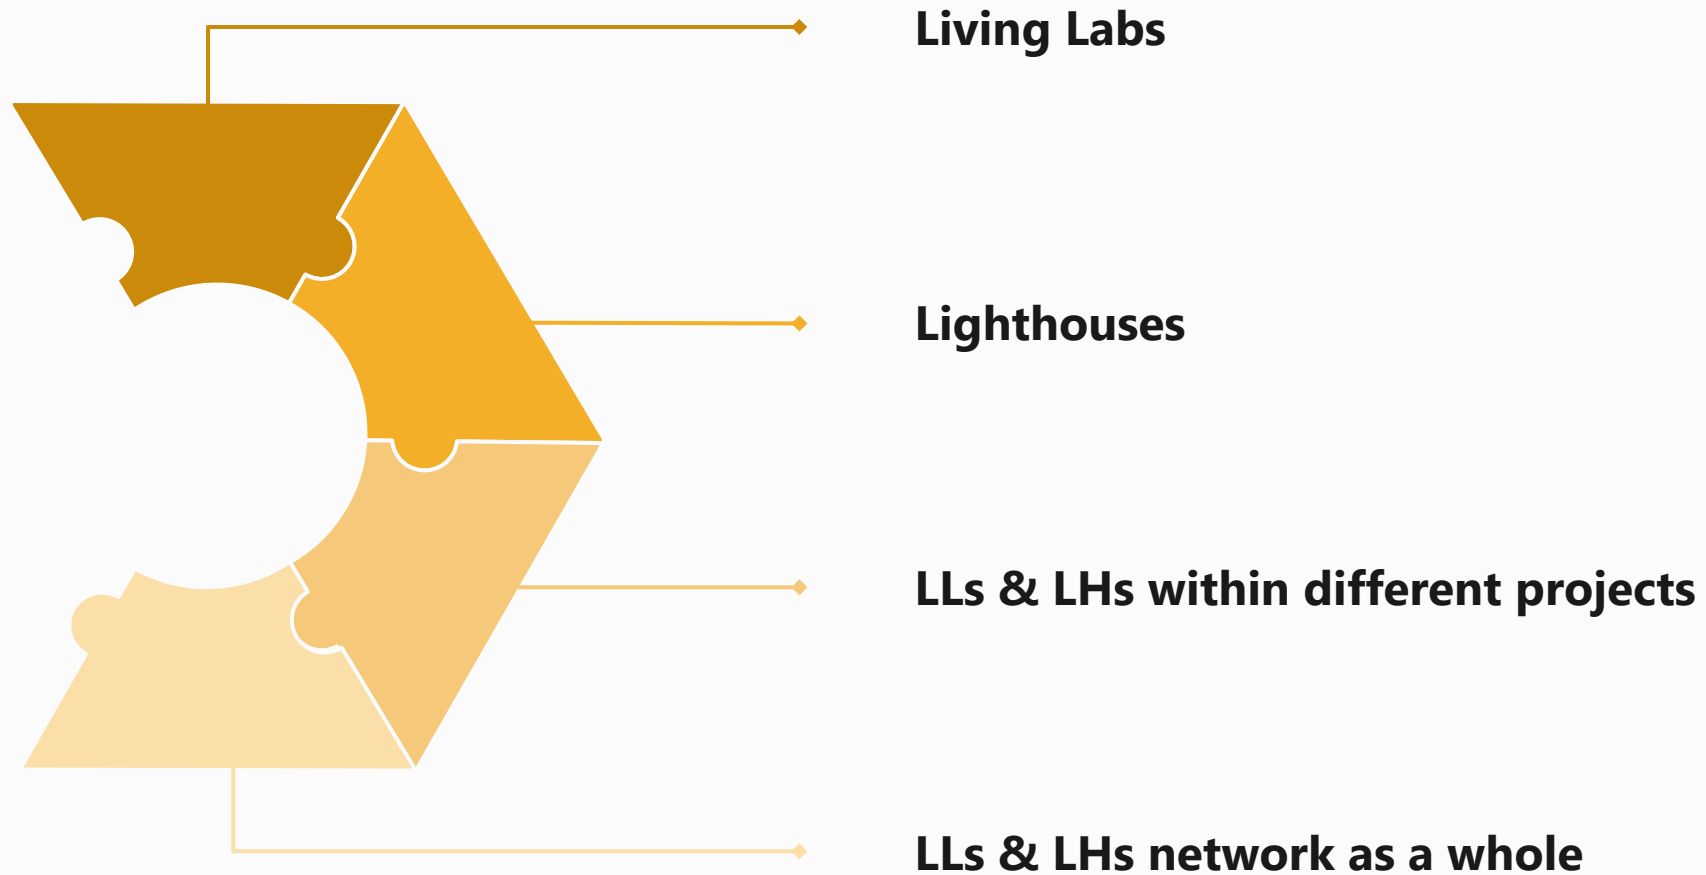 Living Labs
Lighthouses
LLs & LHs within different projects
LLs & LHs network as a whole